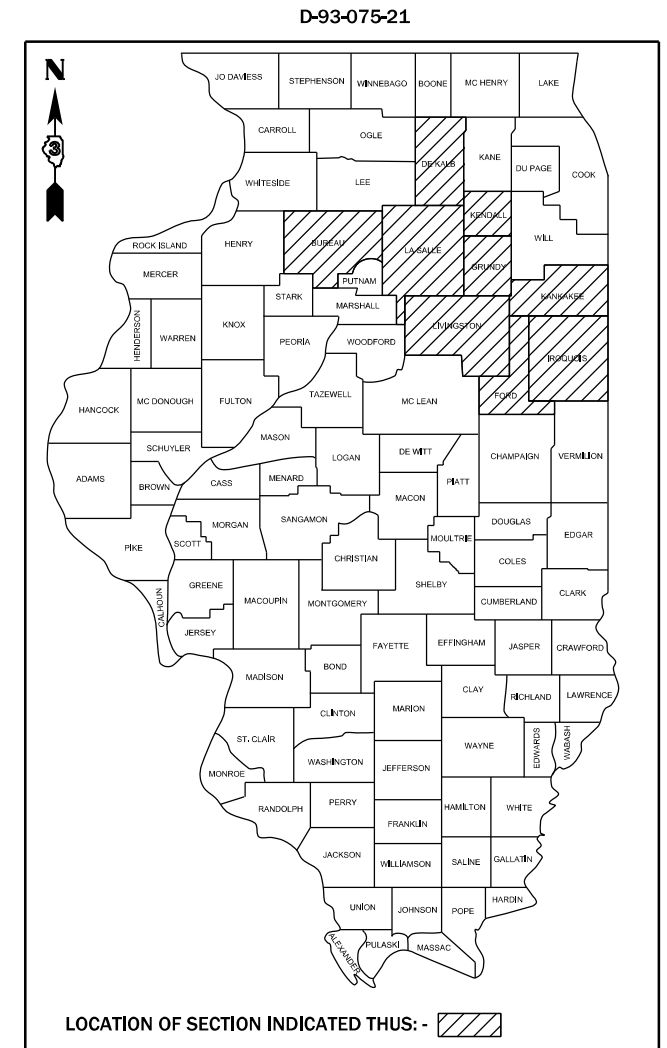 D-93-075-21
N
3
JO DAVIESS STEPHENSON WINNEBAGO BOONE MC HENRY LAKE
CARROLL OGLE DE KALB KANE DU PAGE COOK
WHITESIDE LEE KENDALL WILL
ROCK ISLAND HENRY BUREAU LA SALLE GRUNDY
MERCER STARK PUTNAM KANKAKEE
HENDERSON WARREN KNOX MARSHALL LIVINGSTON
PEORIA WOODFORD IROQUOIS
HANCOCK MC DONOUGH FULTON TAZEWELL MC LEAN FORD
SCHUYLER MASON LOGAN DE WITT CHAMPAIGN VERMILION
ADAMS BROWN CASS MENARD MACON PIATT
PIKE SCOTT MORGAN SANGAMON CHRISTIAN MOULTRIE DOUGLAS EDGAR
COLES
CALHOUN GREENE MACOUPIN MONTGOMERY SHELBY CUMBERLAND CLARK
JERSEY FAYETTE EFFINGHAM JASPER CRAWFORD
MADISON BOND CLAY RICHLAND LAWRENCE
CLINTON MARION
ST. CLAIR WASHINGTON JEFFERSON WAYNE EDWARDS WABASH
MONROE
RANDOLPH PERRY FRANKLIN HAMILTON WHITE
JACKSON WILLIAMSON SALINE GALLATIN
UNION JOHNSON POPE HARDIN
ALEXANDER PULASKI MASSAC
LOCATION OF SECTION INDICATED THUS: -